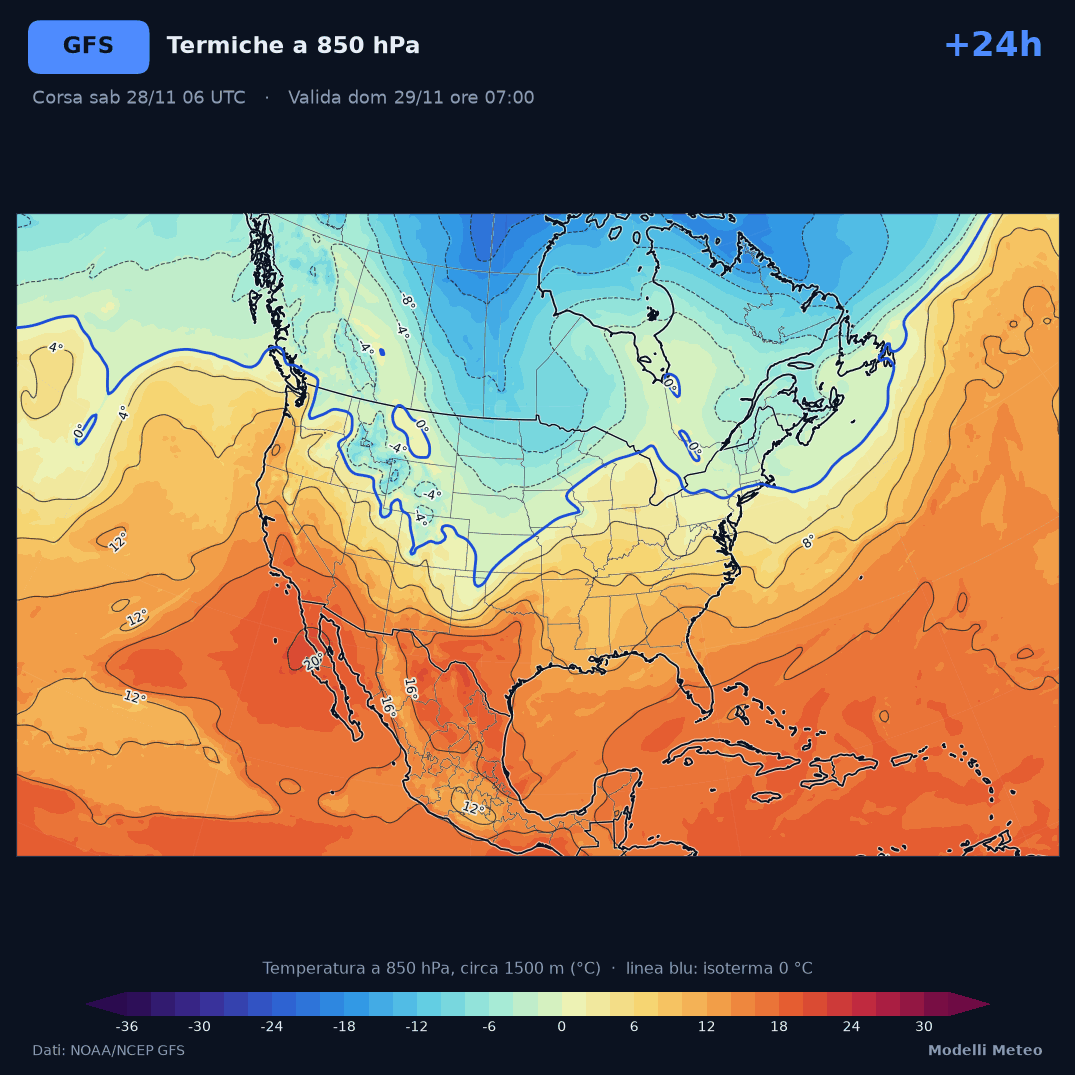 GFS
Termiche a 850 hPa
+24h
Corsa sab 28/11 06 UTC · Valida dom 29/11 ore 07:00
-8°
4°
-4°
-4°
0°
4°
0°
0°
-4°
0°
-4°
-4°
12°
8°
12°
20°
16°
12°
16°
12°
Temperatura a 850 hPa, circa 1500 m (°C) · linea blu: isoterma 0 °C
-36 -30 -24 -18 -12 -6 0 6 12 18 24 30
Dati: NOAA/NCEP GFS
Modelli Meteo